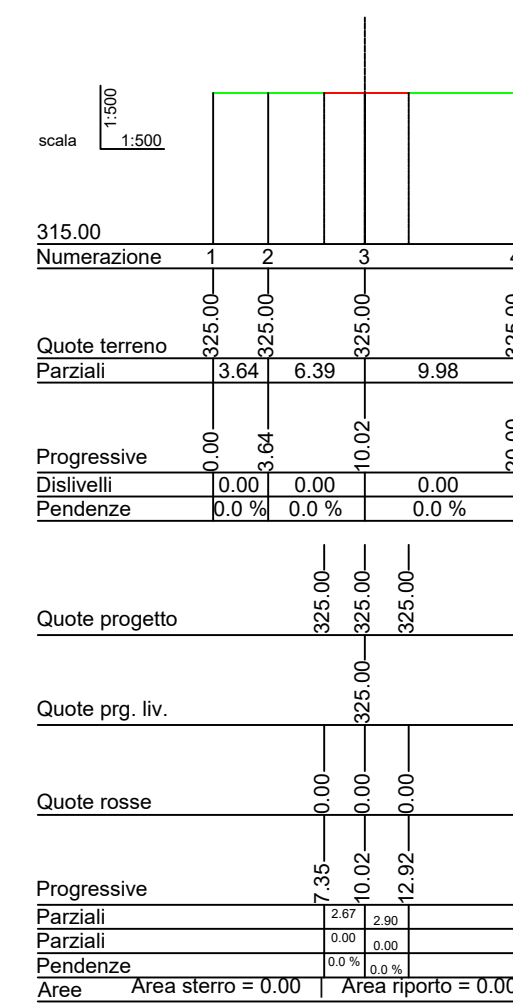 1:500
scala 1:500
315.00
Numerazione 1 2 3
Quote terreno 325.00 325.00 325.00
Parziali 3.64 6.39 9.98
Progressive 0.00 3.64 10.02
Dislivelli 0.00 0.00 0.00
Pendenze 0.0 % 0.0 % 0.0 %
Quote progetto 325.00 325.00 325.00
Quote prg. liv. 325.00
Quote rosse 0.00 0.00 0.00
Progressive 7.35 10.02 12.92
Parziali 2.67 2.90
Parziali 0.00 0.00
Pendenze 0.0 % 0.0 %
Aree Area sterro = 0.00 | Area riporto = 0.00